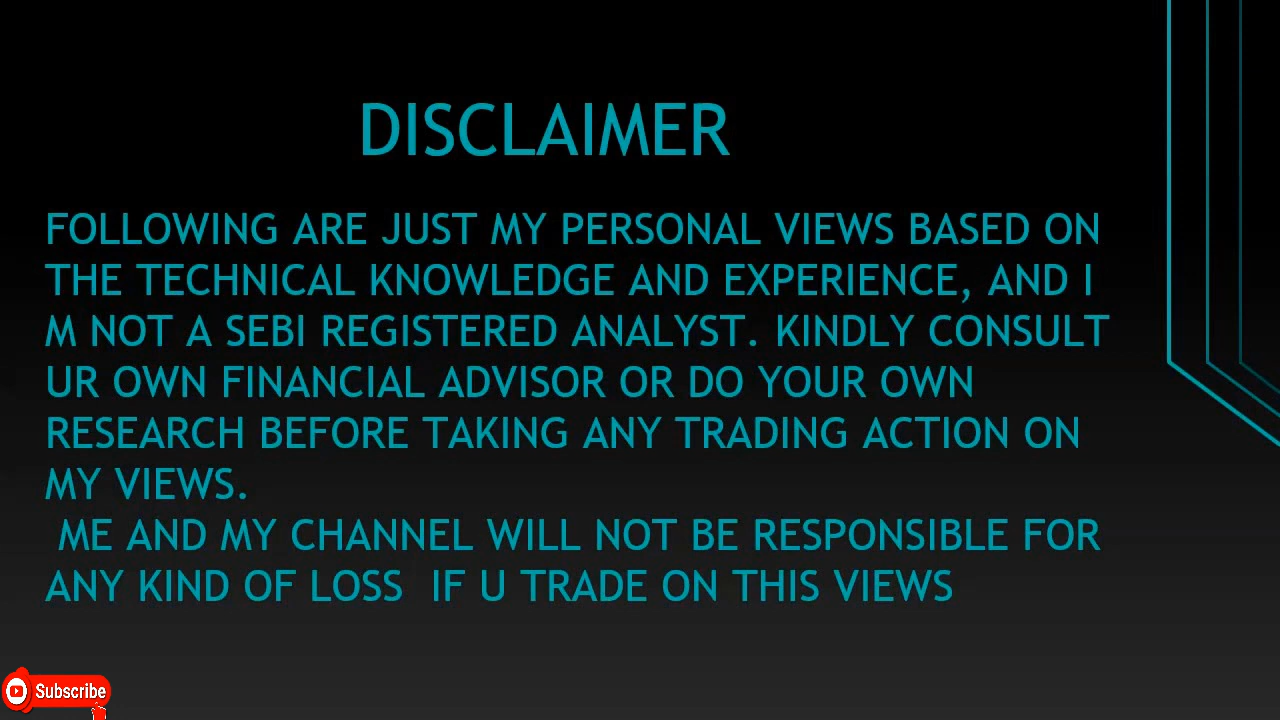 DISCLAIMER
FOLLOWING ARE JUST MY PERSONAL VIEWS BASED ON
THE TECHNICAL KNOWLEDGE AND EXPERIENCE, AND I
M NOT A SEBI REGISTERED ANALYST. KINDLY CONSULT
UR OWN FINANCIAL ADVISOR OR DO YOUR OWN
RESEARCH BEFORE TAKING ANY TRADING ACTION ON
MY VIEWS.
ME AND MY CHANNEL WILL NOT BE RESPONSIBLE FOR
ANY KIND OF LOSS  IF U TRADE ON THIS VIEWS
Subscribe